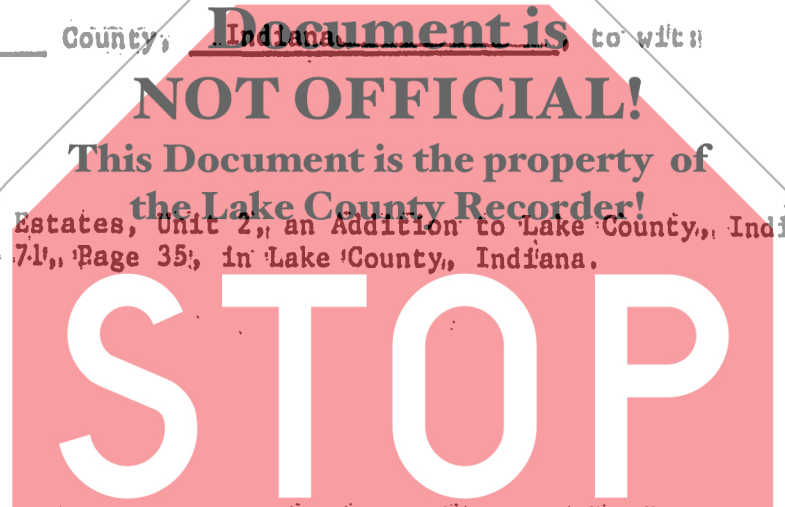 Document is
County, Indiana, to wit:
NOT OFFICIAL!
This Document is the property of
the Lake County Recorder!
Estates, Unit 2, an Addition to Lake County, Indi
71, Page 35, in Lake County, Indiana.
STOP